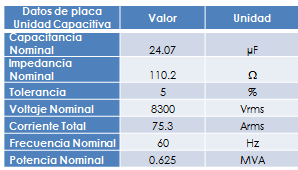 Datos de placa Unidad Capacitiva Valor Unidad
Capacitancia Nominal 24.07 µF
Impedancia Nominal 110.2 Ω
Tolerancia 5 %
Voltaje Nominal 8300 Vrms
Corriente Total 75.3 Arms
Frecuencia Nominal 60 Hz
Potencia Nominal 0.625 MVA